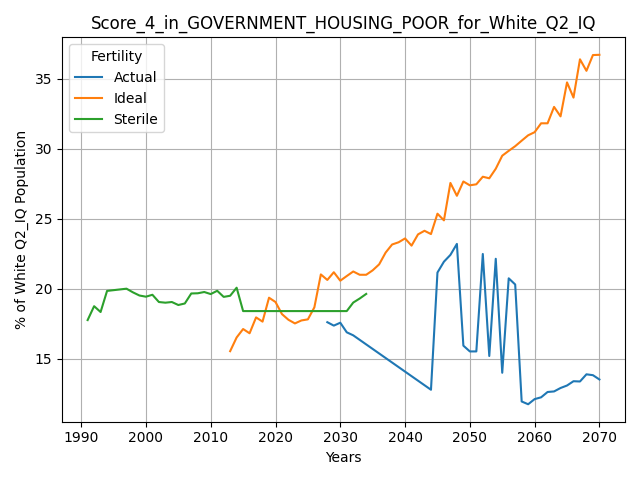 Score_4_in_GOVERNMENT_HOUSING_POOR_for_White_Q2_IQ
Fertility
Actual
Ideal
Sterile
% of White Q2_IQ Population
35
30
25
20
15
1990 2000 2010 2020 2030 2040 2050 2060 2070
Years